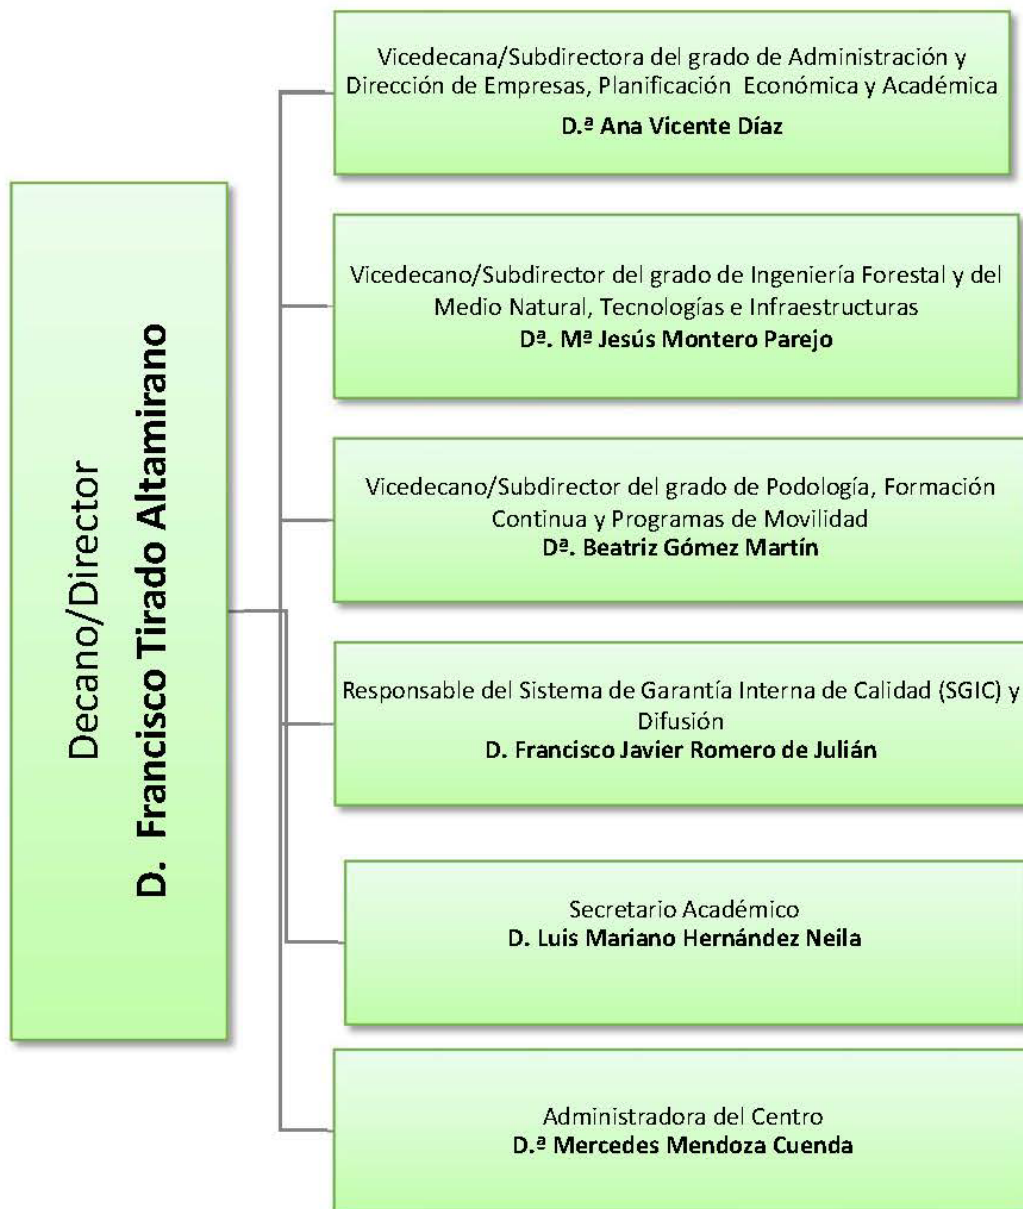 Decano/Director
D. Francisco Tirado Altamirano
Vicedecana/Subdirectora del grado de Administración y
Dirección de Empresas, Planificación Económica y Académica
D.ª Ana Vicente Díaz
Vicedecano/Subdirector del grado de Ingeniería Forestal y del
Medio Natural, Tecnologías e Infraestructuras
Dª. Mª Jesús Montero Parejo
Vicedecano/Subdirector del grado de Podología, Formación
Continua y Programas de Movilidad
Dª. Beatriz Gómez Martín
Responsable del Sistema de Garantía Interna de Calidad (SGIC) y
Difusión
D. Francisco Javier Romero de Julián
Secretario Académico
D. Luis Mariano Hernández Neila
Administradora del Centro
D.ª Mercedes Mendoza Cuenda